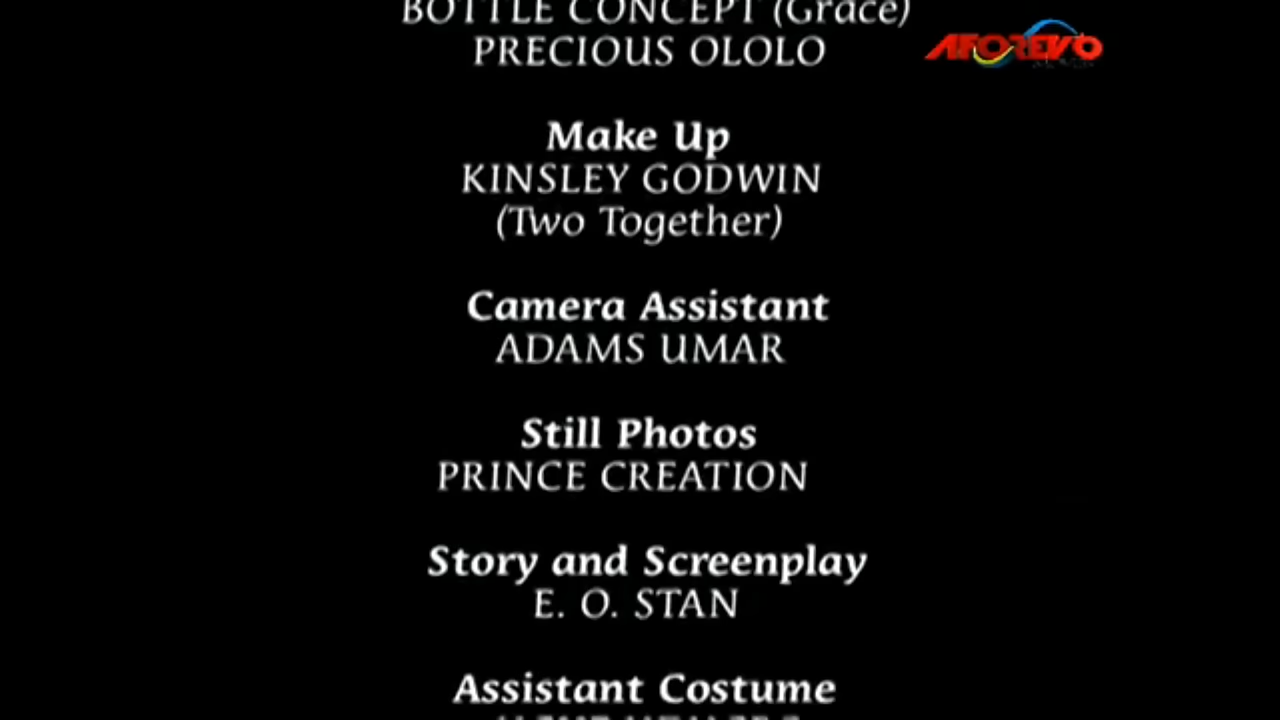 BOTTLE CONCEPT (Grace)
PRECIOUS OLOLO
AFOREVO
Make Up
KINSLEY GODWIN
(Two Together)
Camera Assistant
ADAMS UMAR
Still Photos
PRINCE CREATION
Story and Screenplay
E. O. STAN
Assistant Costume